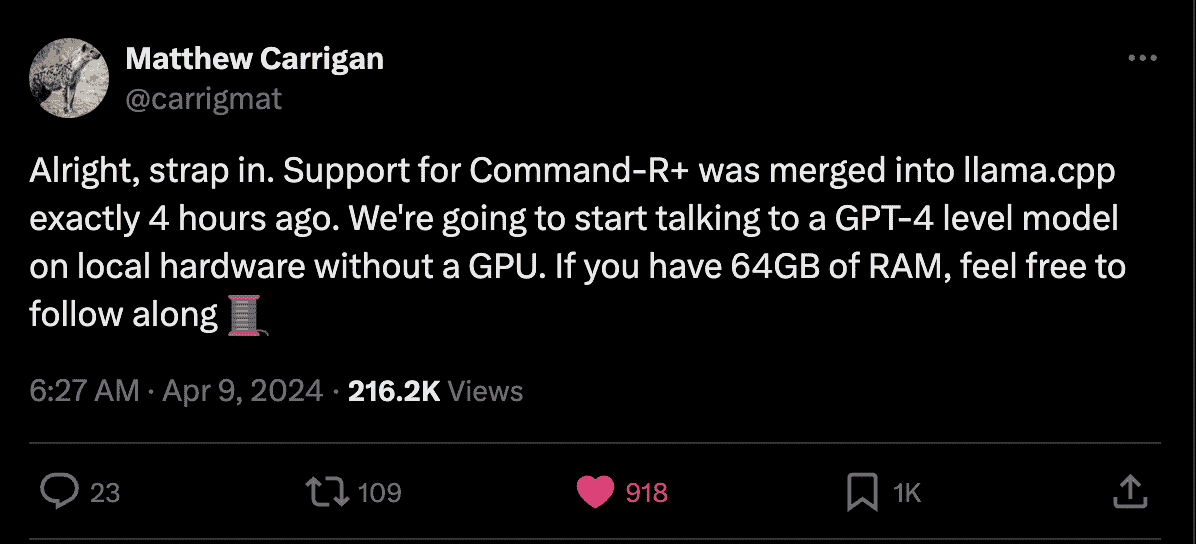 Matthew Carrigan
@carrigmat
Alright, strap in. Support for Command-R+ was merged into llama.cpp
exactly 4 hours ago. We're going to start talking to a GPT-4 level model
on local hardware without a GPU. If you have 64GB of RAM, feel free to
follow along 🧵
6:27 AM · Apr 9, 2024 · 216.2K Views
23 109 918 1K